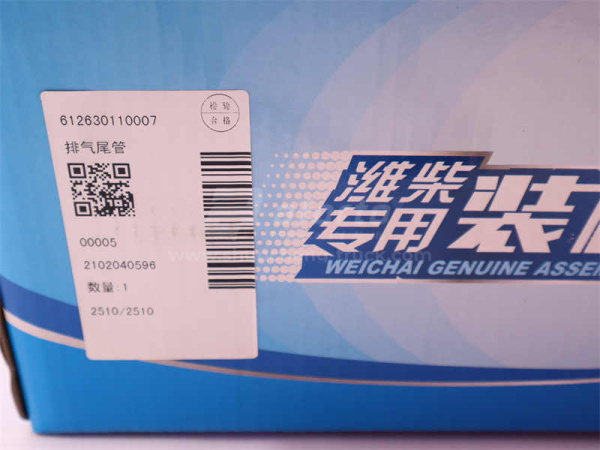 612630110007
检验
合格
排气尾管
00005
2102040596
数量:1
2510/2510
潍柴
专用 装
WEICHAI GENUINE ASSE